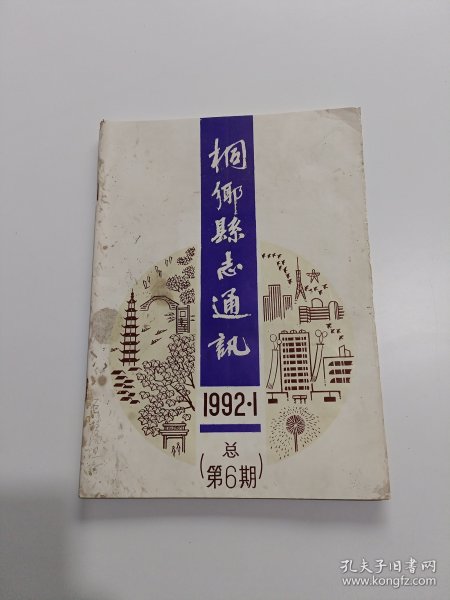 桐鄉縣志通訊
1992·1
总
(第6期)
孔夫子旧书网
www.kongfz.com